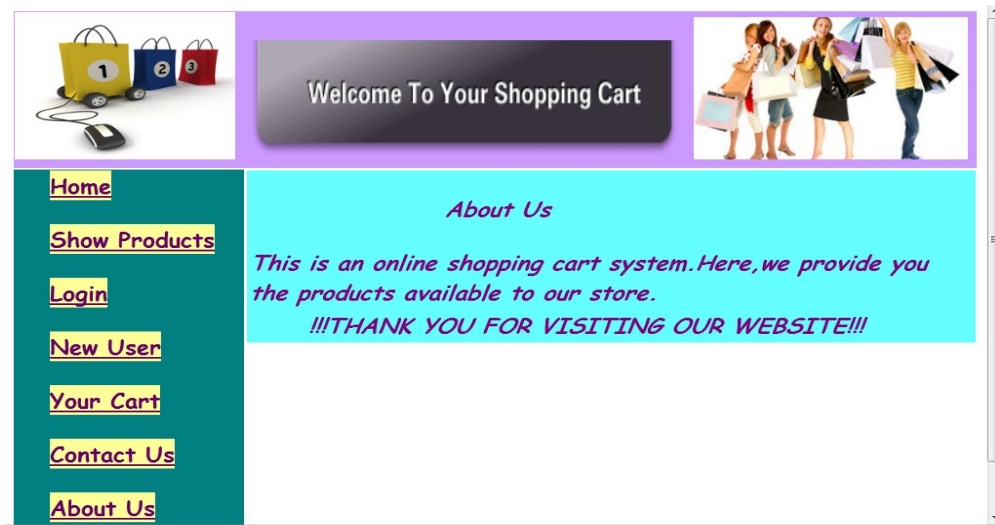 1
2
3
Welcome To Your Shopping Cart
Home
Show Products
Login
New User
Your Cart
Contact Us
About Us
About Us
This is an online shopping cart system.Here,we provide you
the products available to our store.
!!!THANK YOU FOR VISITING OUR WEBSITE!!!